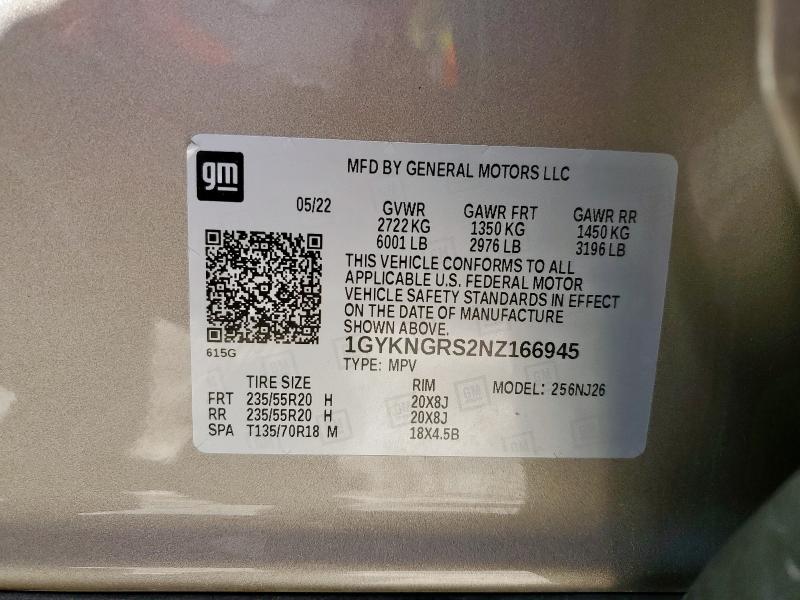 gm
MFD BY GENERAL MOTORS LLC
05/22 GVWR GAWR FRT GAWR RR
2722 KG 1350 KG 1450 KG
6001 LB 2976 LB 3196 LB
THIS VEHICLE CONFORMS TO ALL
APPLICABLE U.S. FEDERAL MOTOR
VEHICLE SAFETY STANDARDS IN EFFECT
ON THE DATE OF MANUFACTURE
SHOWN ABOVE.
615G
1GYKNGRS2NZ166945
TYPE: MPV
TIRE SIZE RIM MODEL: 256NJ26
FRT 235/55R20 H 20X8J
RR 235/55R20 H 20X8J
SPA T135/70R18 M 18X4.5B